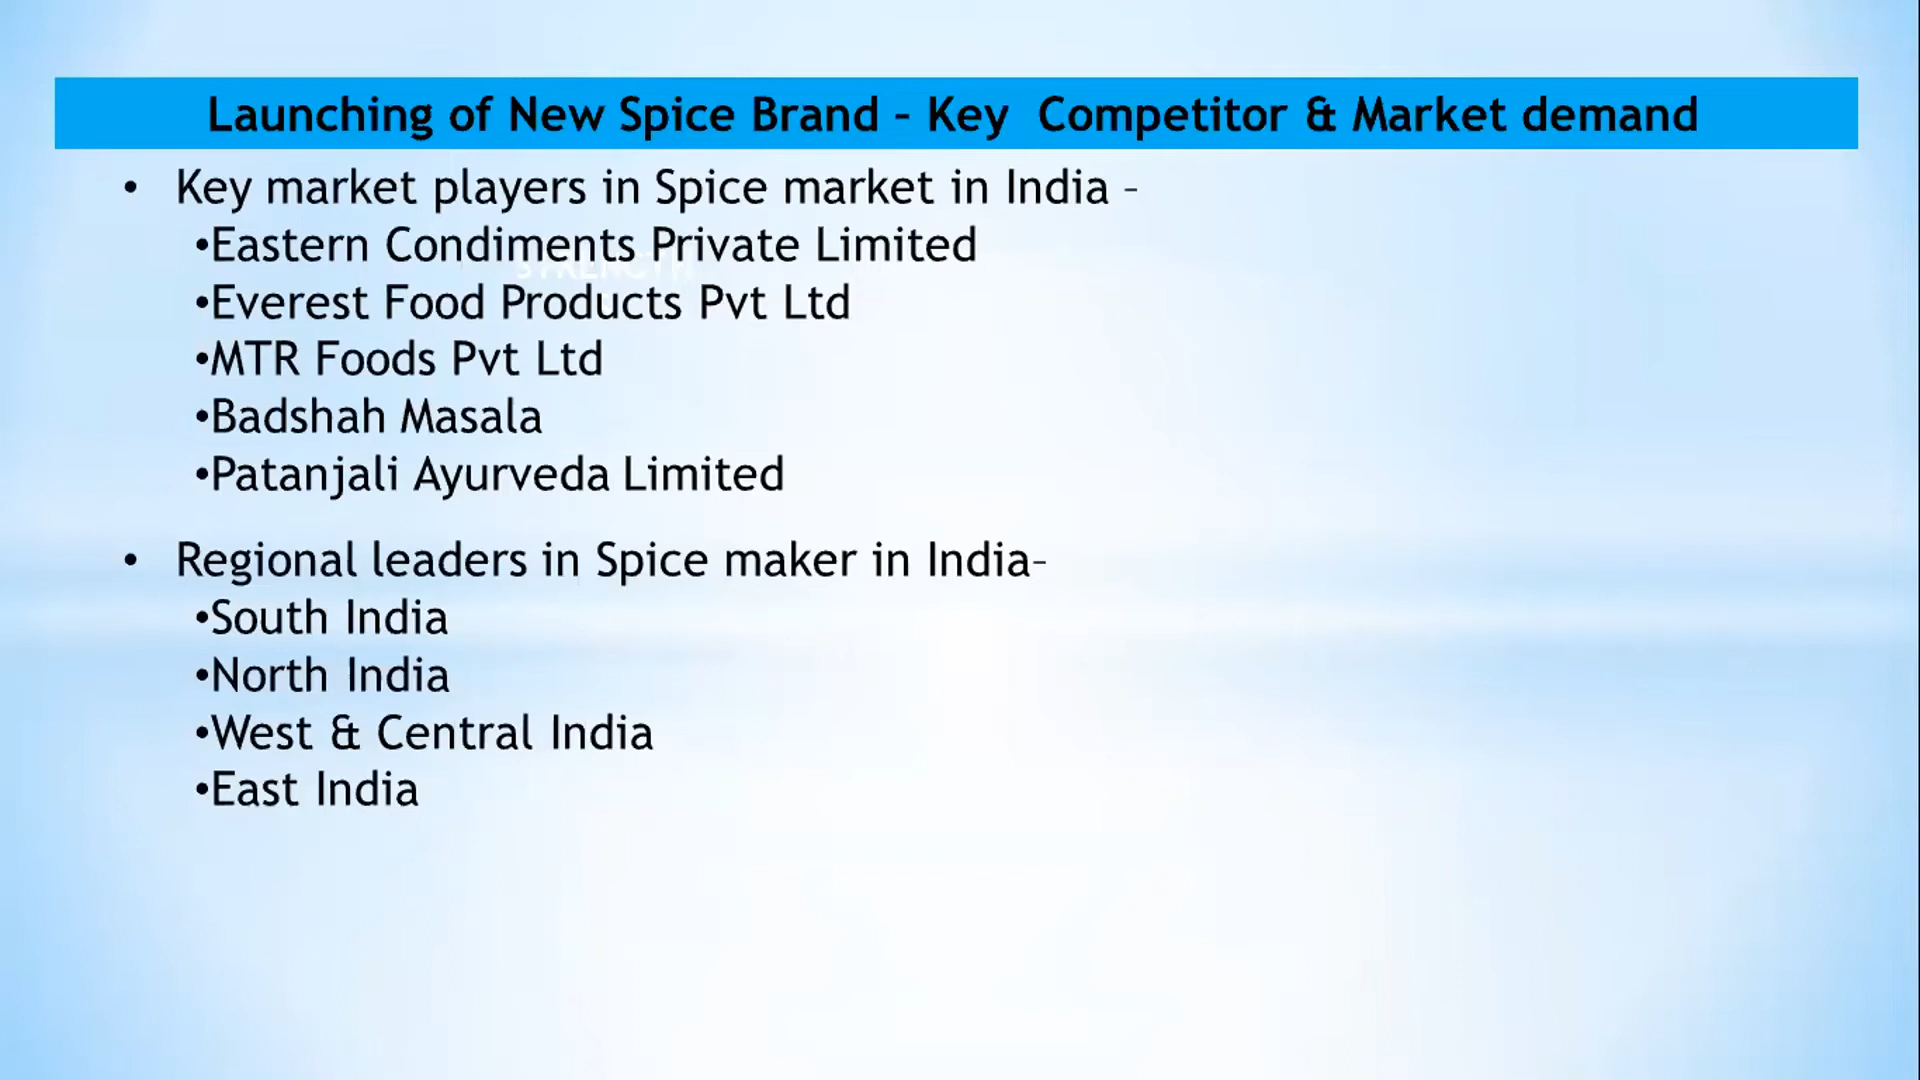 Launching of New Spice Brand – Key Competitor & Market demand
• Key market players in Spice market in India –
•Eastern Condiments Private Limited
STRENGTH
•Everest Food Products Pvt Ltd
•MTR Foods Pvt Ltd
•Badshah Masala
•Patanjali Ayurveda Limited
• Regional leaders in Spice maker in India–
•South India
•North India
•West & Central India
•East India